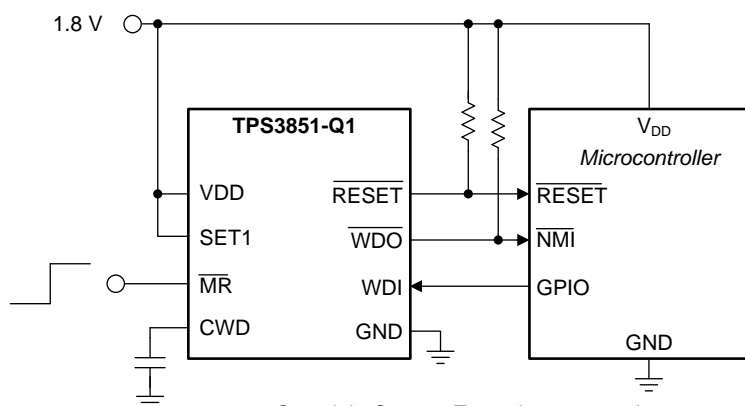 1.8 V
TPS3851-Q1
VDD
SET1
MR
CWD
RESET
WDO
WDI
GND
VDD
Microcontroller
RESET
NMI
GPIO
GND